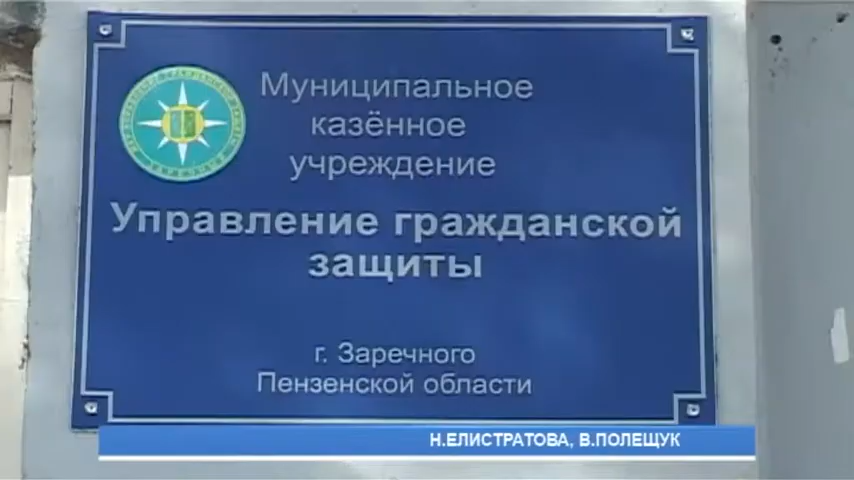 Муниципальное
казённое
учреждение
Управление гражданской
защиты
г. Заречного
Пензенской области
Н.ЕЛИСТРАТОВА, В.ПОЛЕЩУК